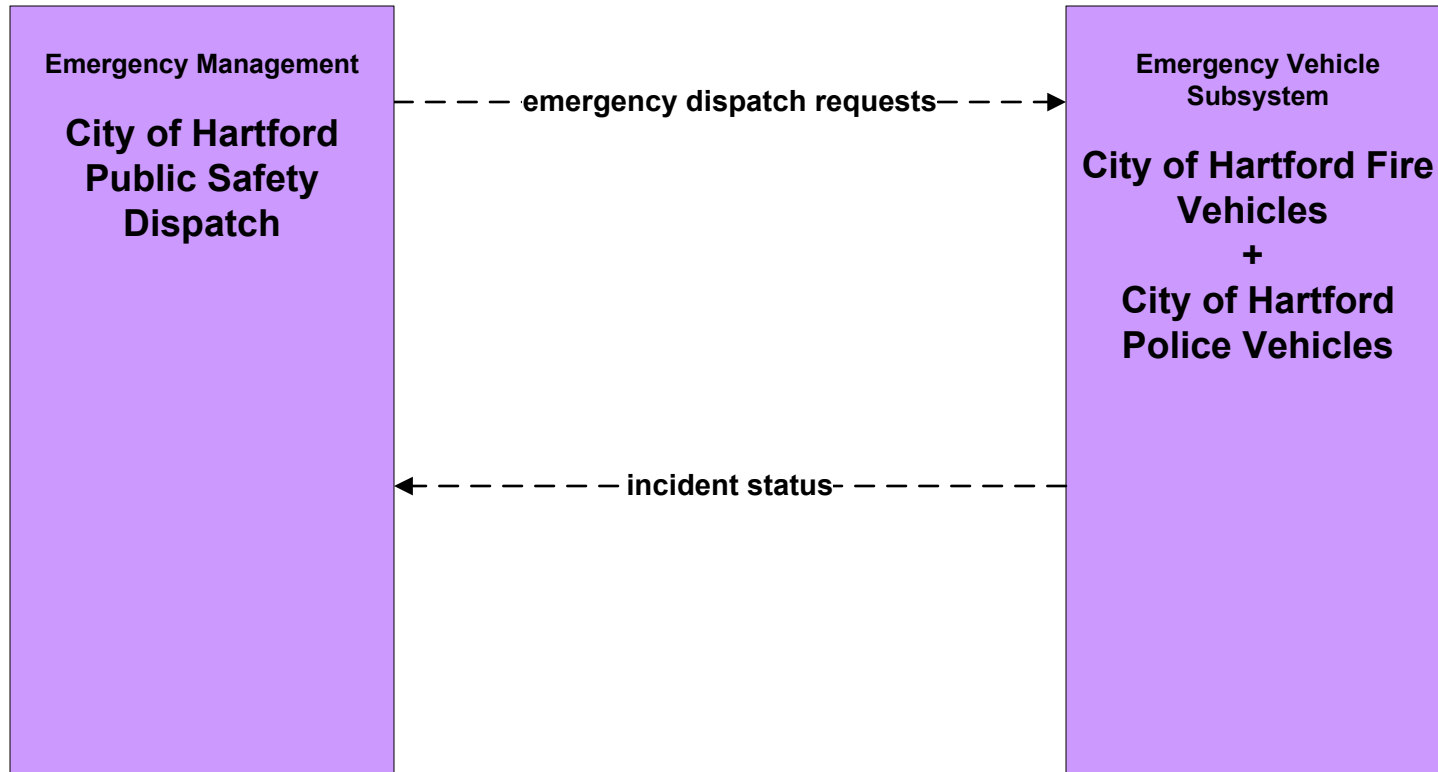 Emergency Management
City of Hartford
Public Safety
Dispatch
emergency dispatch requests
Emergency Vehicle
Subsystem
City of Hartford Fire
Vehicles
+
City of Hartford
Police Vehicles
incident status